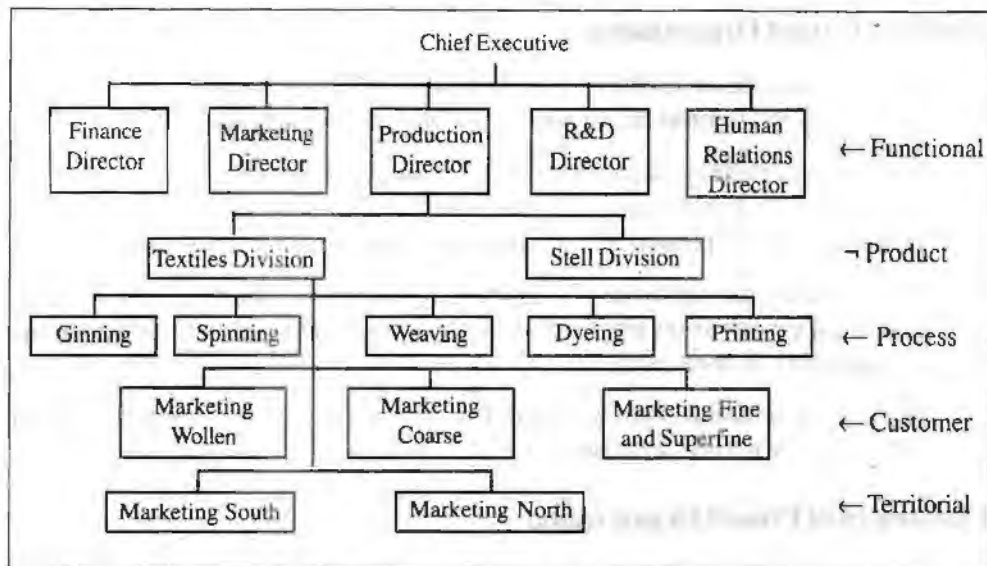 Chief Executive
Finance
Director
Marketing
Director
Production
Director
R&D
Director
Human
Relations
Director
← Functional
Textiles Division
Stell Division
¬ Product
Ginning
Spinning
Weaving
Dyeing
Printing
← Process
Marketing
Wollen
Marketing
Coarse
Marketing Fine
and Superfine
← Customer
Marketing South
Marketing North
← Territorial